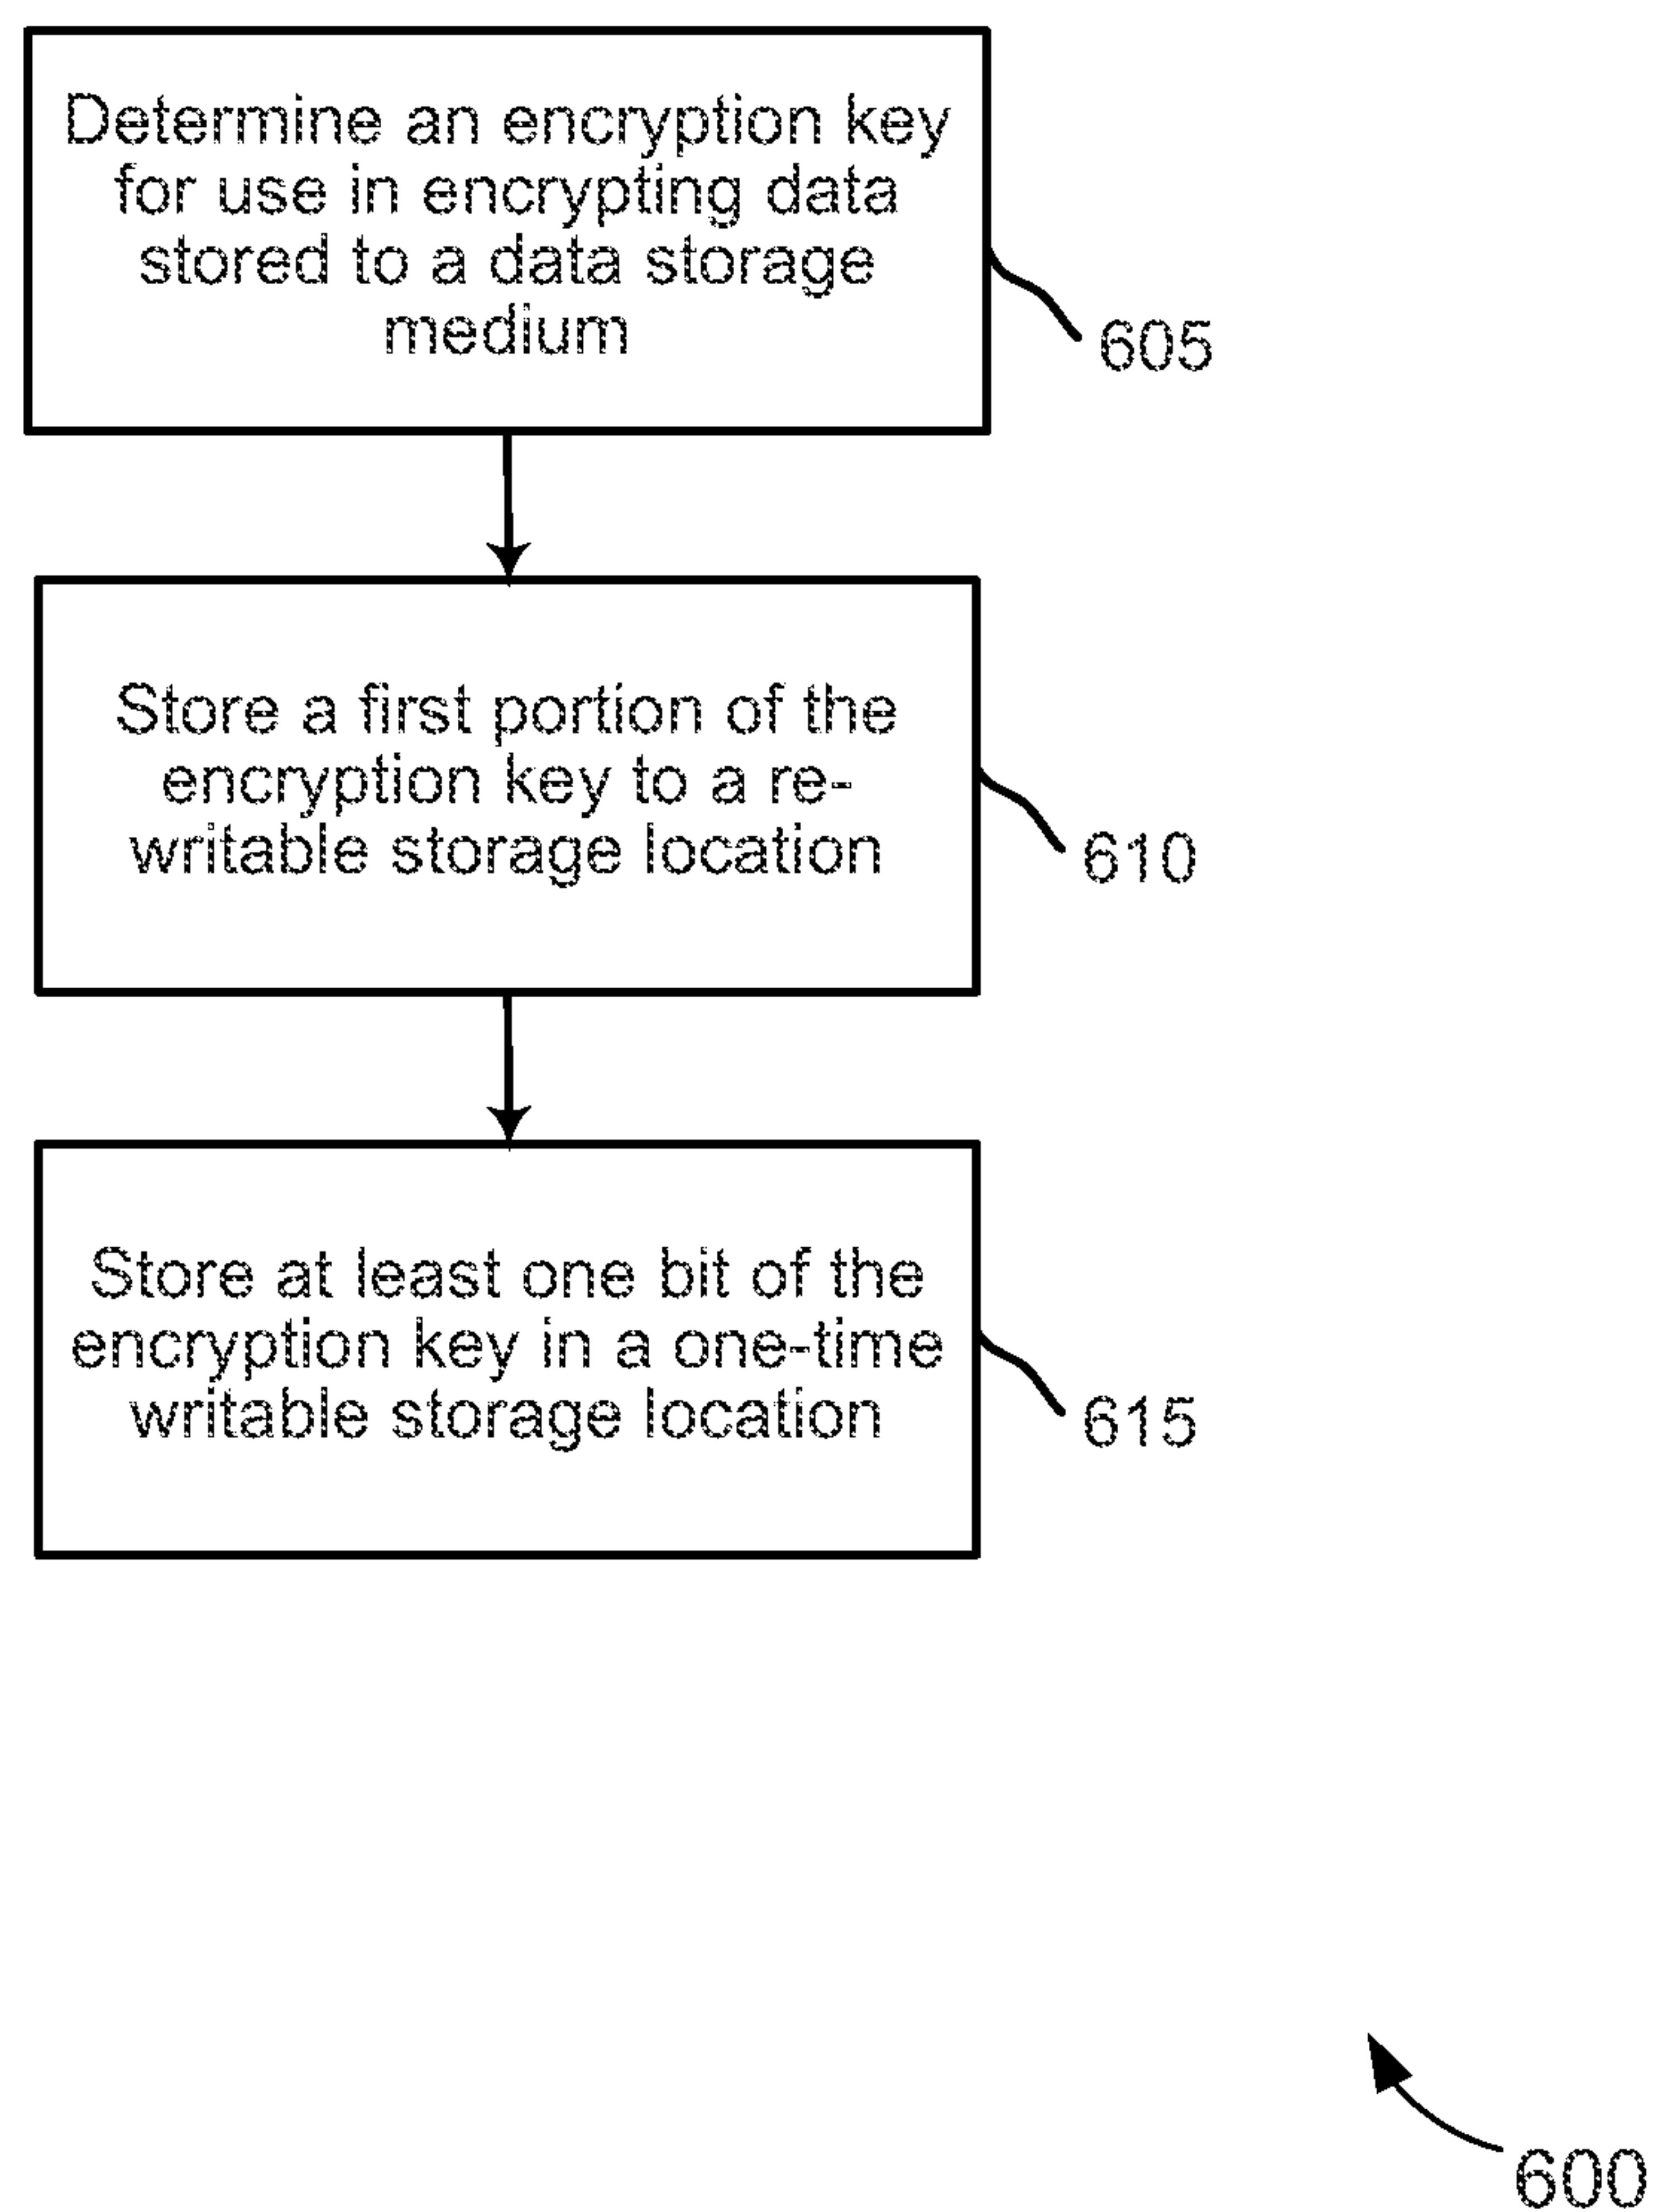 Determine an encryption key
for use in encrypting data
stored to a data storage
medium
605
Store a first portion of the
encryption key to a re-
writable storage location
610
Store at least one bit of the
encryption key in a one-time
writable storage location
615
600